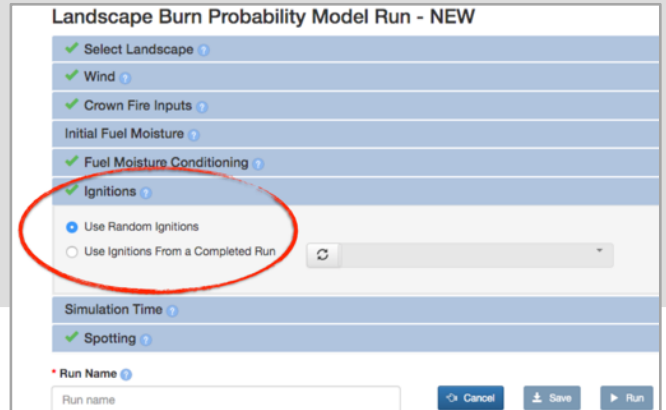 Landscape Burn Probability Model Run - NEW
Select Landscape ?
Wind ?
Crown Fire Inputs ?
Initial Fuel Moisture ?
Fuel Moisture Conditioning ?
Ignitions ?
Use Random Ignitions
Use Ignitions From a Completed Run
Simulation Time ?
Spotting ?
* Run Name ?
Run name Cancel Save Run